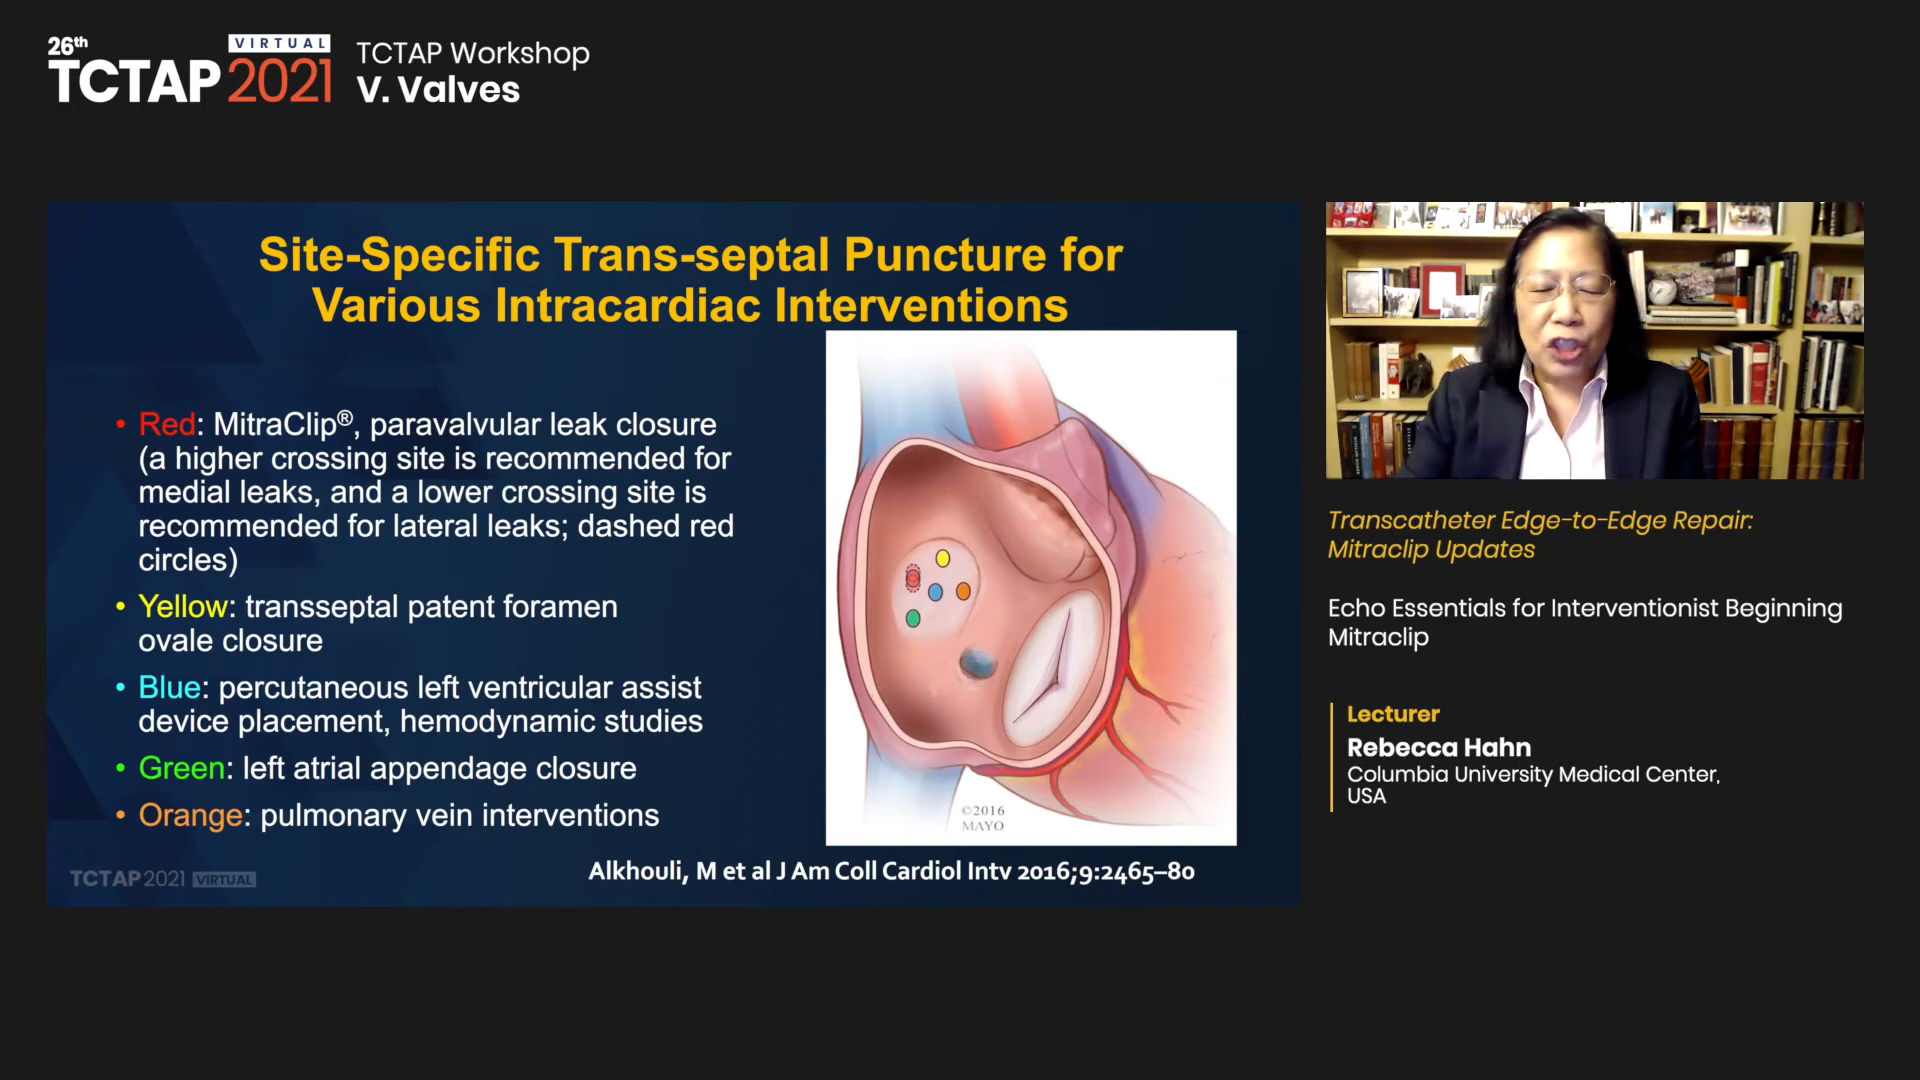 26th
VIRTUAL
TCTAP 2021
TCTAP Workshop
V. Valves
Site-Specific Trans-septal Puncture for
Various Intracardiac Interventions
• Red: MitraClip®, paravalvular leak closure
(a higher crossing site is recommended for
medial leaks, and a lower crossing site is
recommended for lateral leaks; dashed red
circles)
• Yellow: transseptal patent foramen
ovale closure
• Blue: percutaneous left ventricular assist
device placement, hemodynamic studies
• Green: left atrial appendage closure
• Orange: pulmonary vein interventions
©2016
MAYO
Alkhouli, M et al J Am Coll Cardiol Intv 2016;9:2465–80
TCTAP 2021 VIRTUAL
Transcatheter Edge-to-Edge Repair:
Mitraclip Updates
Echo Essentials for Interventionist Beginning
Mitraclip
Lecturer
Rebecca Hahn
Columbia University Medical Center,
USA